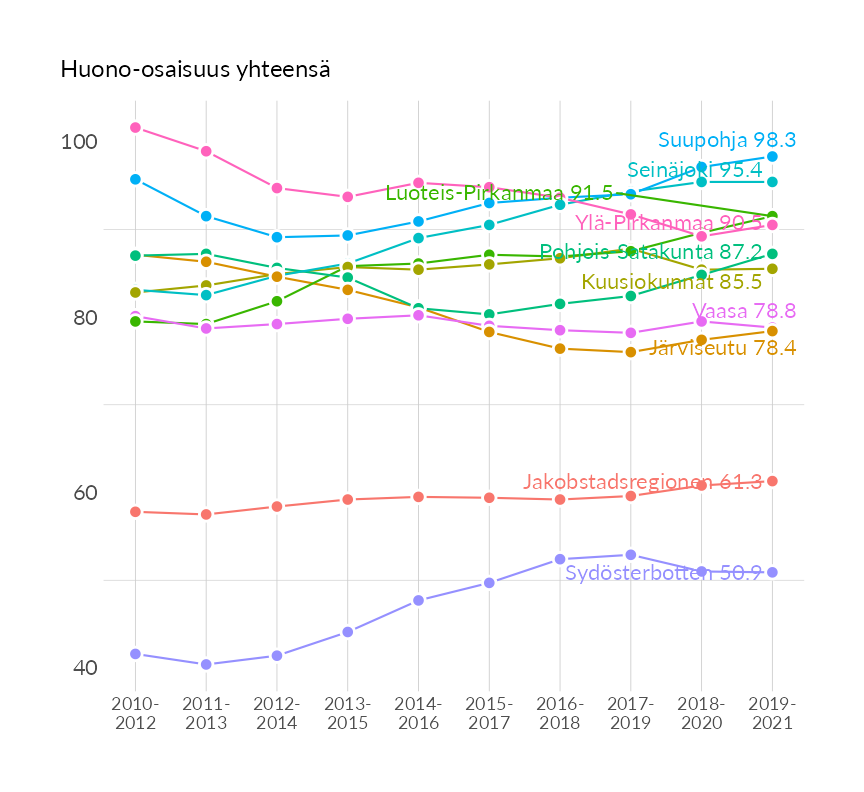 Huono-osaisuus yhteensä
100
80
60
40
Suupohja 98.3
Seinäjoki 95.4
Luoteis-Pirkanmaa 91.5
Ylä-Pirkanmaa 90.5
Pohjois-Satakunta 87.2
Kuusiokunnat 85.5
Vaasa 78.8
Järviseutu 78.4
Jakobstadsregionen 61.3
Sydösterbotten 50.9
2010- 2011- 2012- 2013- 2014- 2015- 2016- 2017- 2018- 2019-
2012 2013 2014 2015 2016 2017 2018 2019 2020 2021